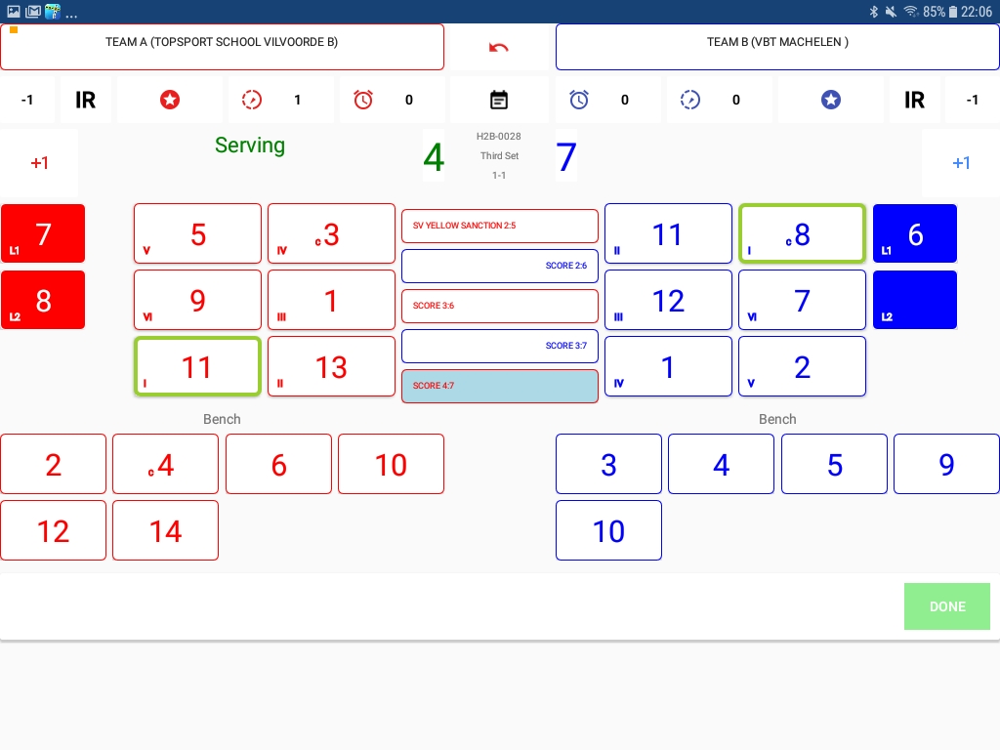 ... 85% 22:06
TEAM A (TOPSPORT SCHOOL VILVOORDE B) TEAM B (VBT MACHELEN )
-1 IR 1 0 0 0 IR -1
+1 Serving 4 H2B-0028 7 +1
Third Set
1-1
7 L1 5 V c3 IV SV YELLOW SANCTION 2:5 11 II c8 I 6 L1
SCORE 2:6
8 L2 9 VI 1 III SCORE 3:6 12 III 7 VI L2
SCORE 3:7
11 I 13 II SCORE 4:7 1 IV 2 V
Bench Bench
2 c4 6 10 3 4 5 9
12 14 10
DONE